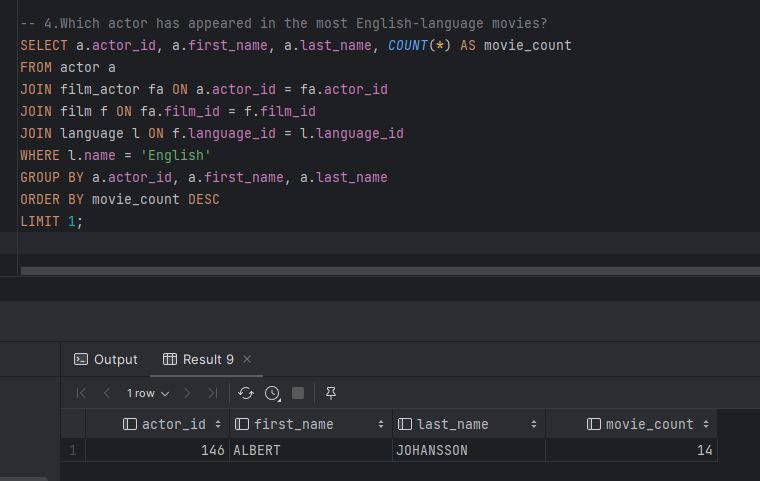 -- 4.Which actor has appeared in the most English-language movies?
SELECT a.actor_id, a.first_name, a.last_name, COUNT(*) AS movie_count
FROM actor a
JOIN film_actor fa ON a.actor_id = fa.actor_id
JOIN film f ON fa.film_id = f.film_id
JOIN language l ON f.language_id = l.language_id
WHERE l.name = 'English'
GROUP BY a.actor_id, a.first_name, a.last_name
ORDER BY movie_count DESC
LIMIT 1;
Output Result 9
1 row
actor_id first_name last_name movie_count
1 146 ALBERT JOHANSSON 14